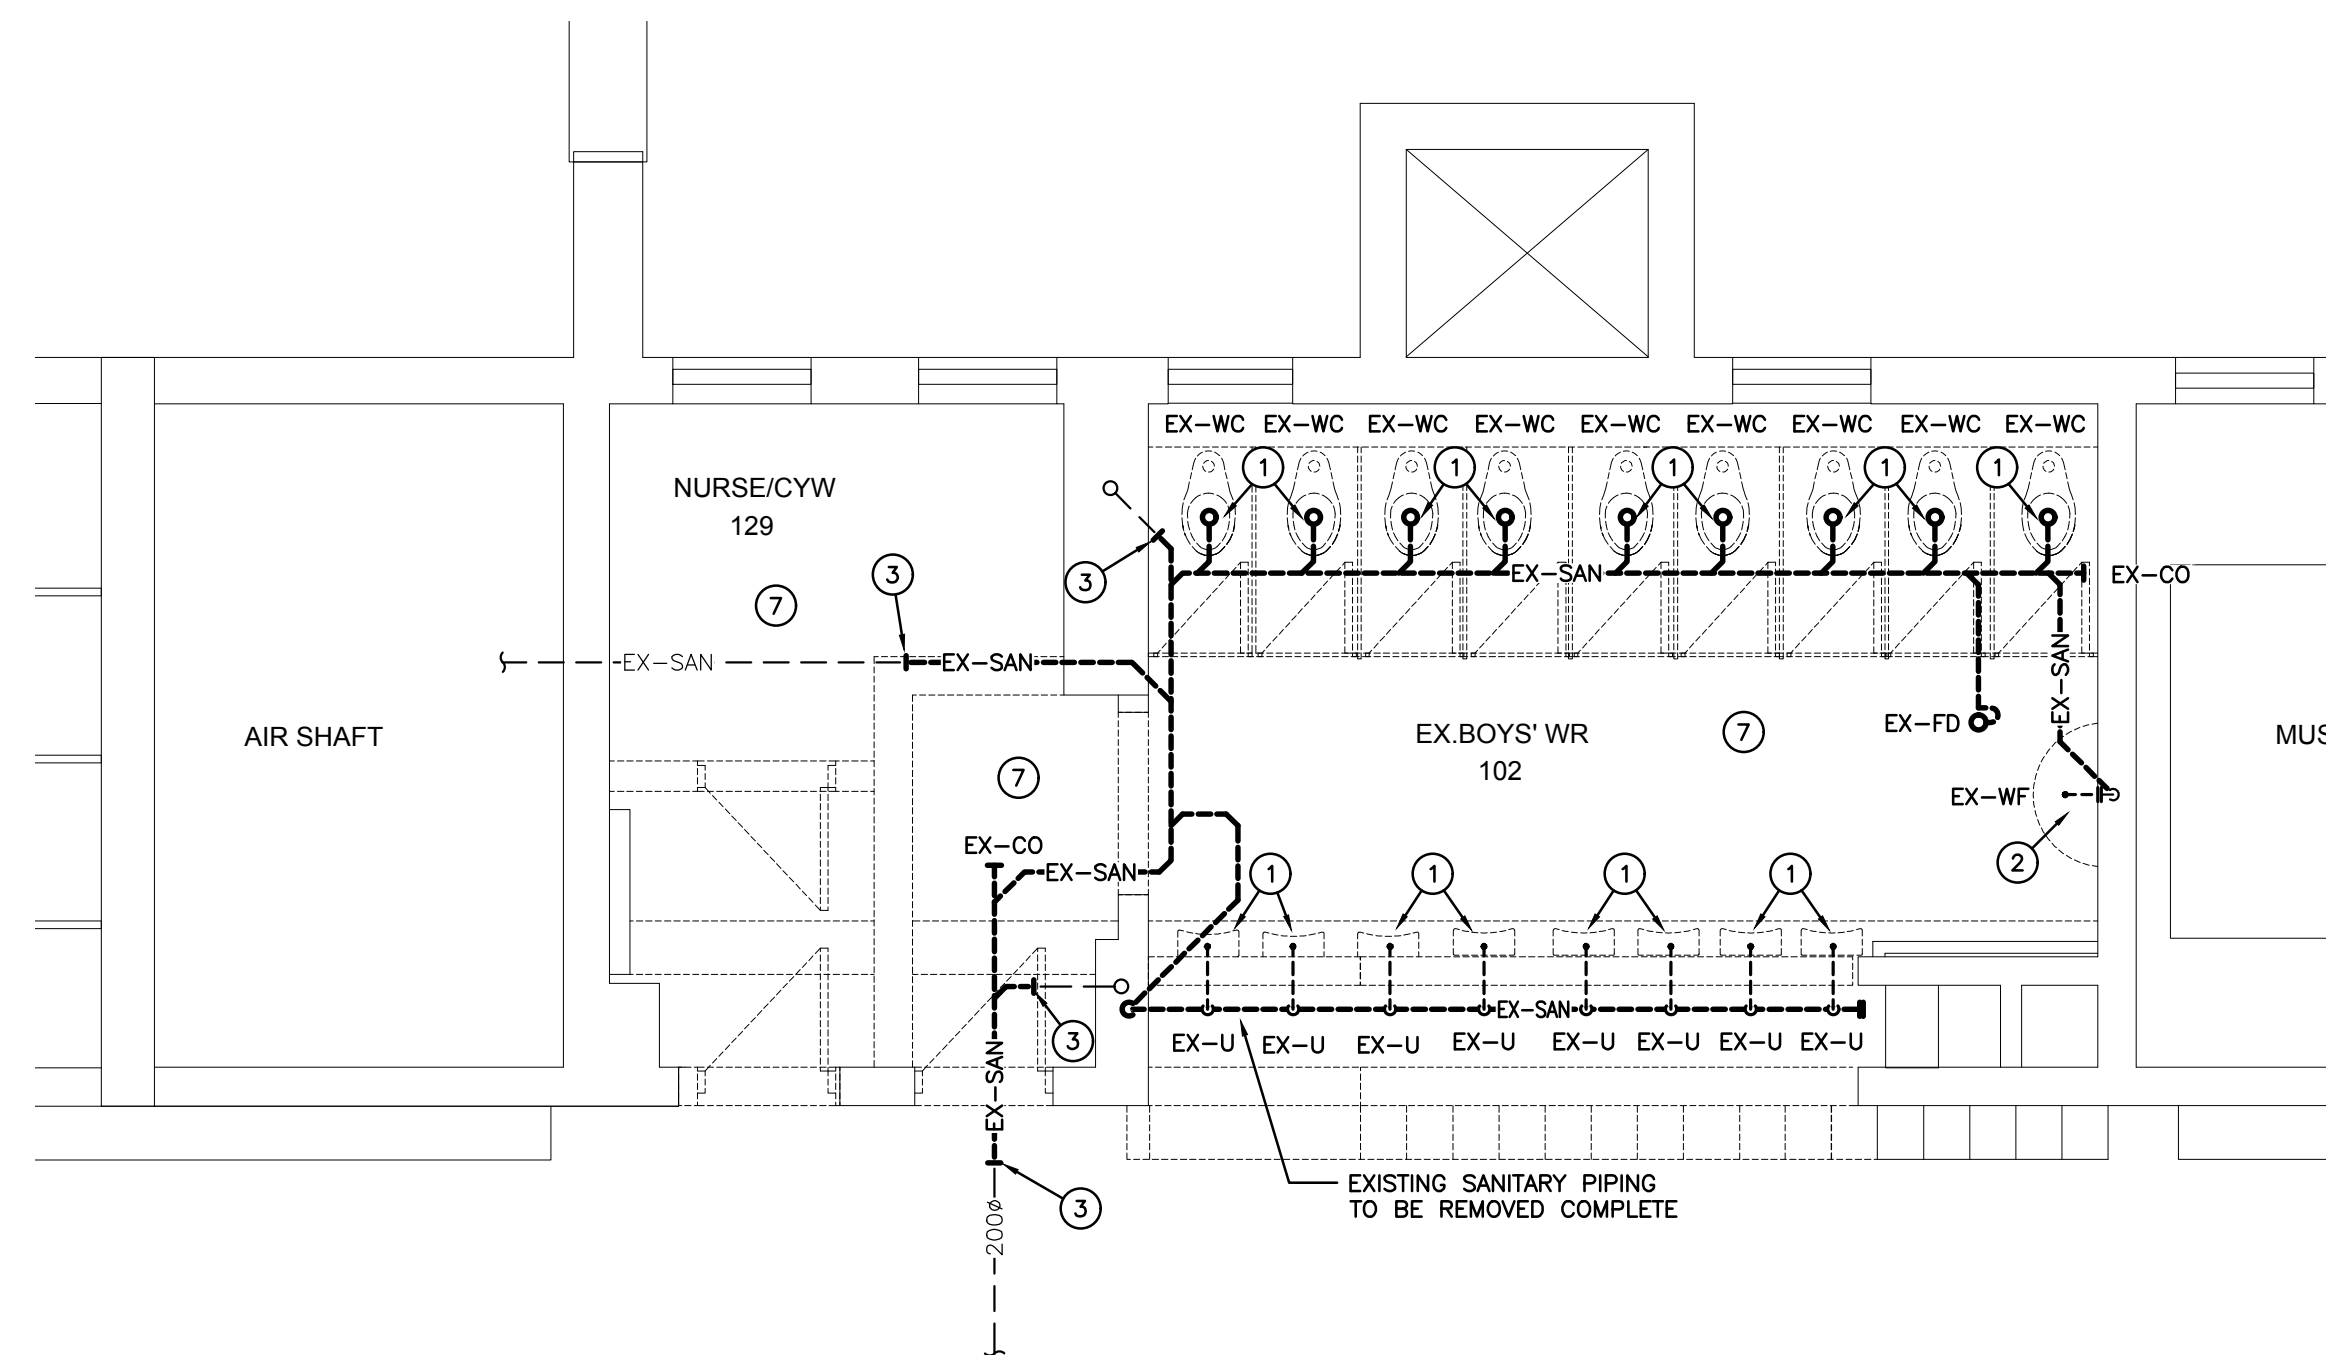 EX-WC EX-WC EX-WC EX-WC EX-WC EX-WC EX-WC EX-WC EX-WC
1 1 1 1 1
NURSE/CYW
129
3
3
7
EX-SAN
EX-CO
EX-SAN
EX-SAN
EX-SAN
AIR SHAFT
EX.BOYS' WR
102
7
EX-FD
MUS
7
EX-WF
2
EX-CO
EX-SAN
1 1 1 1
EX-SAN
3
EX-U EX-U EX-U EX-U EX-U EX-U EX-U EX-U
EX-SAN
EXISTING SANITARY PIPING
TO BE REMOVED COMPLETE
3
200ø